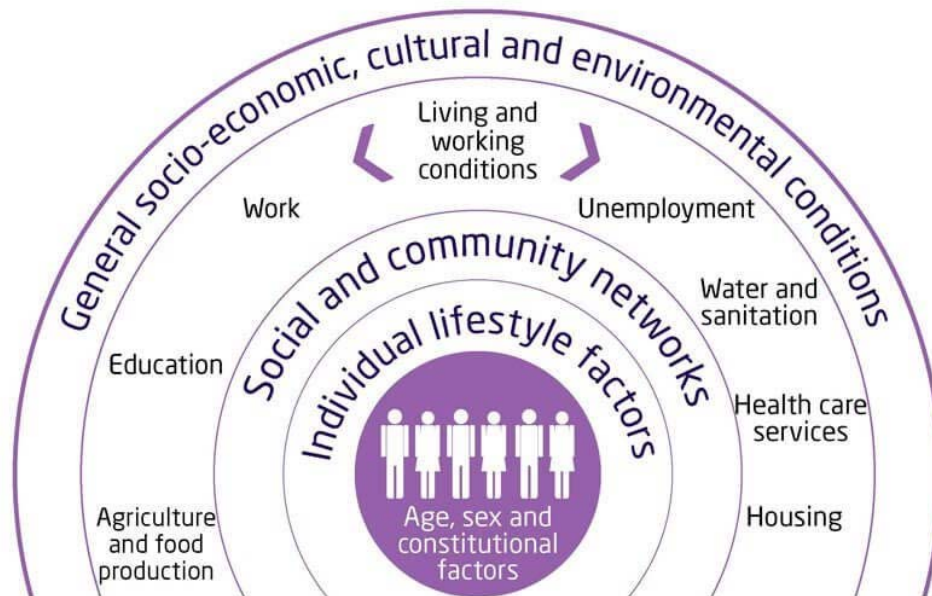 General socio-economic, cultural and environmental conditions
Living and
working
conditions
Work
Unemployment
Social and community networks
Water and
sanitation
Individual lifestyle factors
Education
Health care
services
Agriculture
and food
production
Housing
Age, sex and
constitutional
factors